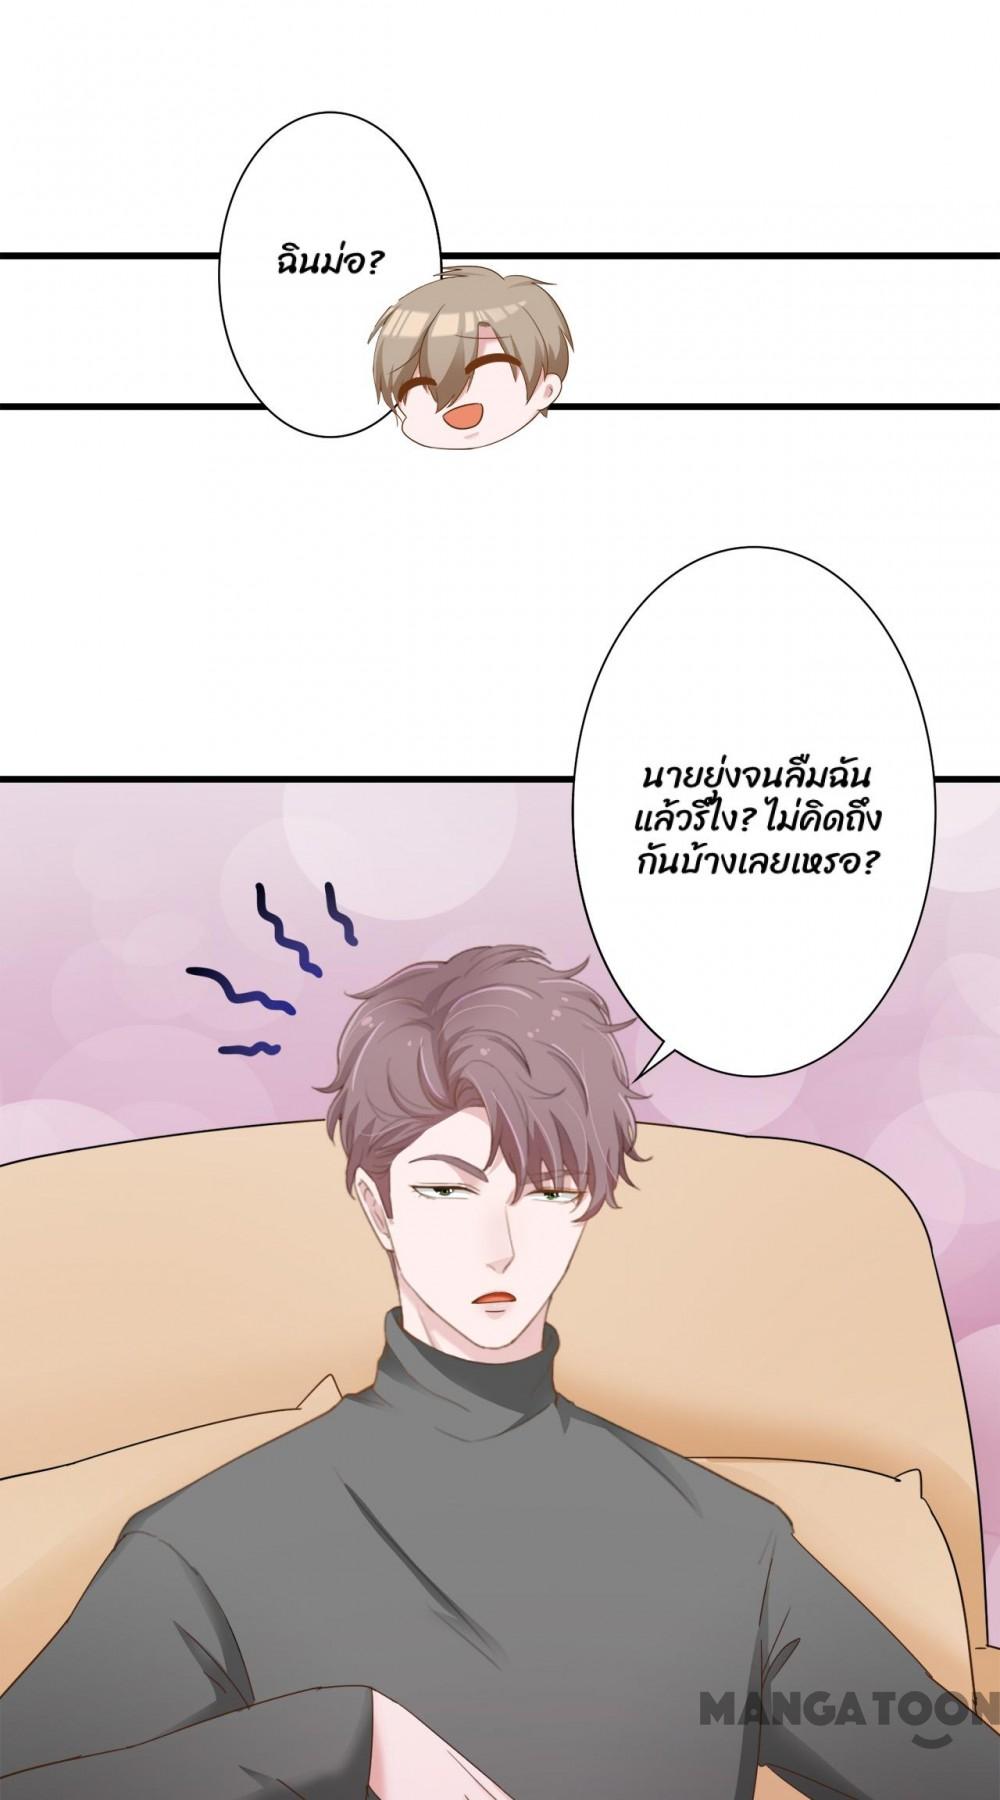 ฉินม่อ?
นายยุ่งจนลืมฉัน
แล้วรึไง? ไม่คิดถึง
กันบ้างเลยเหรอ?
MANGATOON